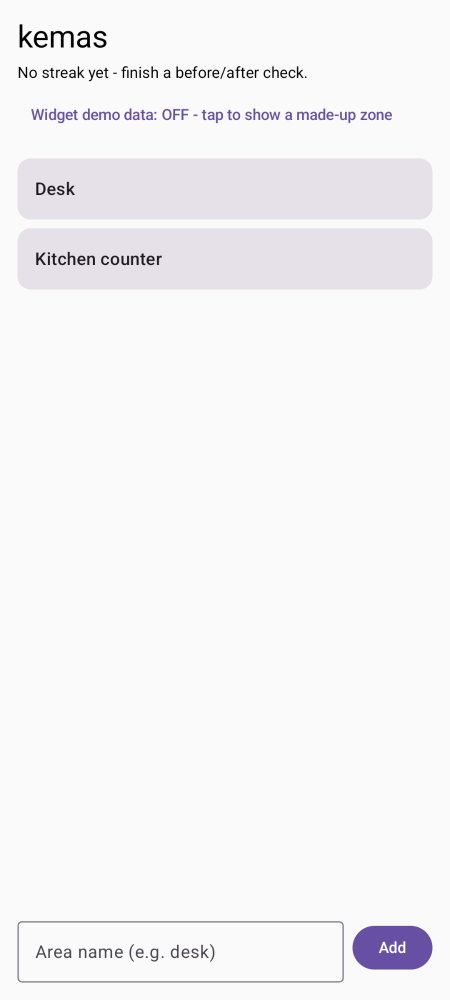 kemas
No streak yet - finish a before/after check.
Widget demo data: OFF - tap to show a made-up zone
Desk
Kitchen counter
Area name (e.g. desk)
Add